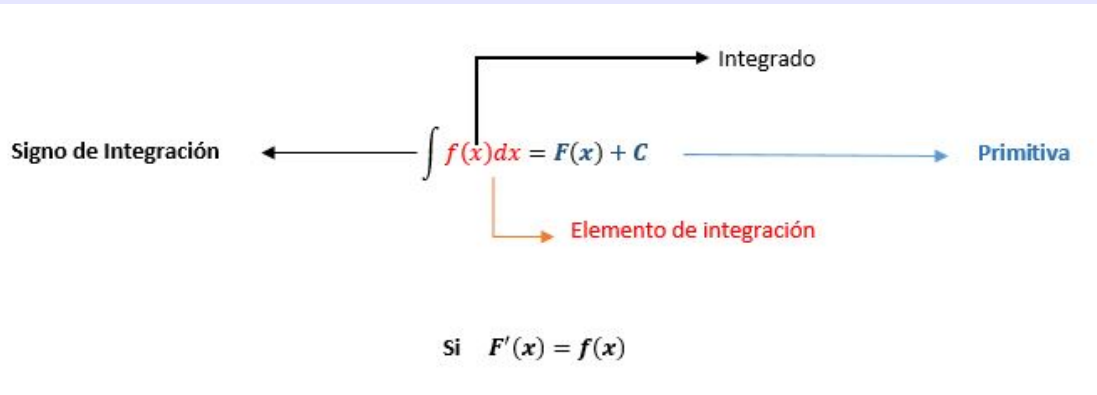 Integrado
Signo de Integración
∫ f(x)dx = F(x) + C
Primitiva
Elemento de integración
Si F′(x) = f(x)